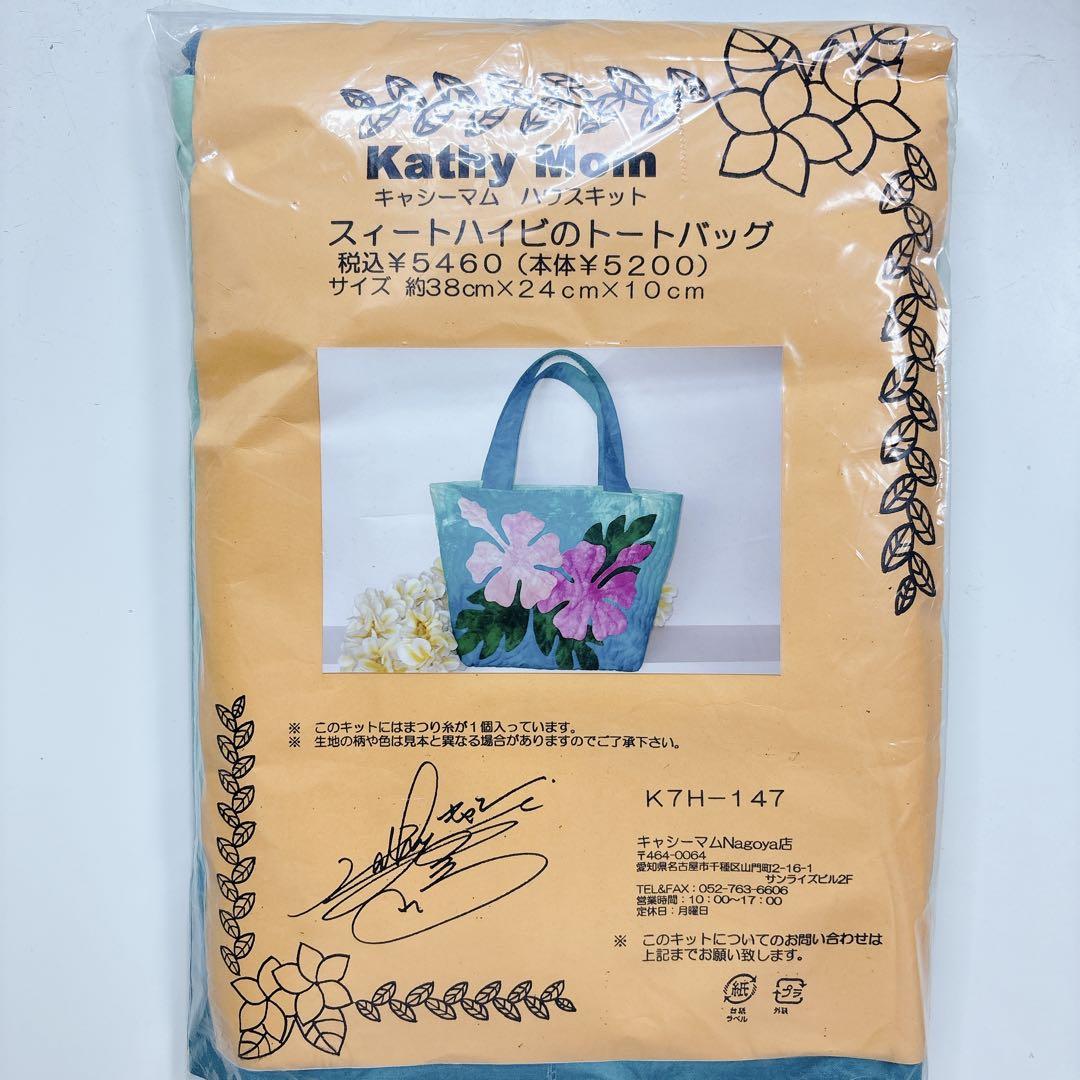 Kathy Mom
キャシーマム ハウスキット
スィートハイビのトートバッグ
税込￥5460（本体￥5200）
サイズ 約38cm×24cm×10cm
※ このキットにはまつり糸が1個入っています。
※ 生地の柄や色は見本と異なる場合がありますのでご了承下さい。
K7H－147
キャシーマムNagoya店
〒464-0064
愛知県名古屋市千種区山門町2-16-1
サンライズビル2F
TEL&FAX：052-763-6606
営業時間：10：00～17：00
定休日：月曜日
※ このキットについてのお問い合わせは
上記までお願い致します。
紙 プラ
台紙 外袋
ラベル